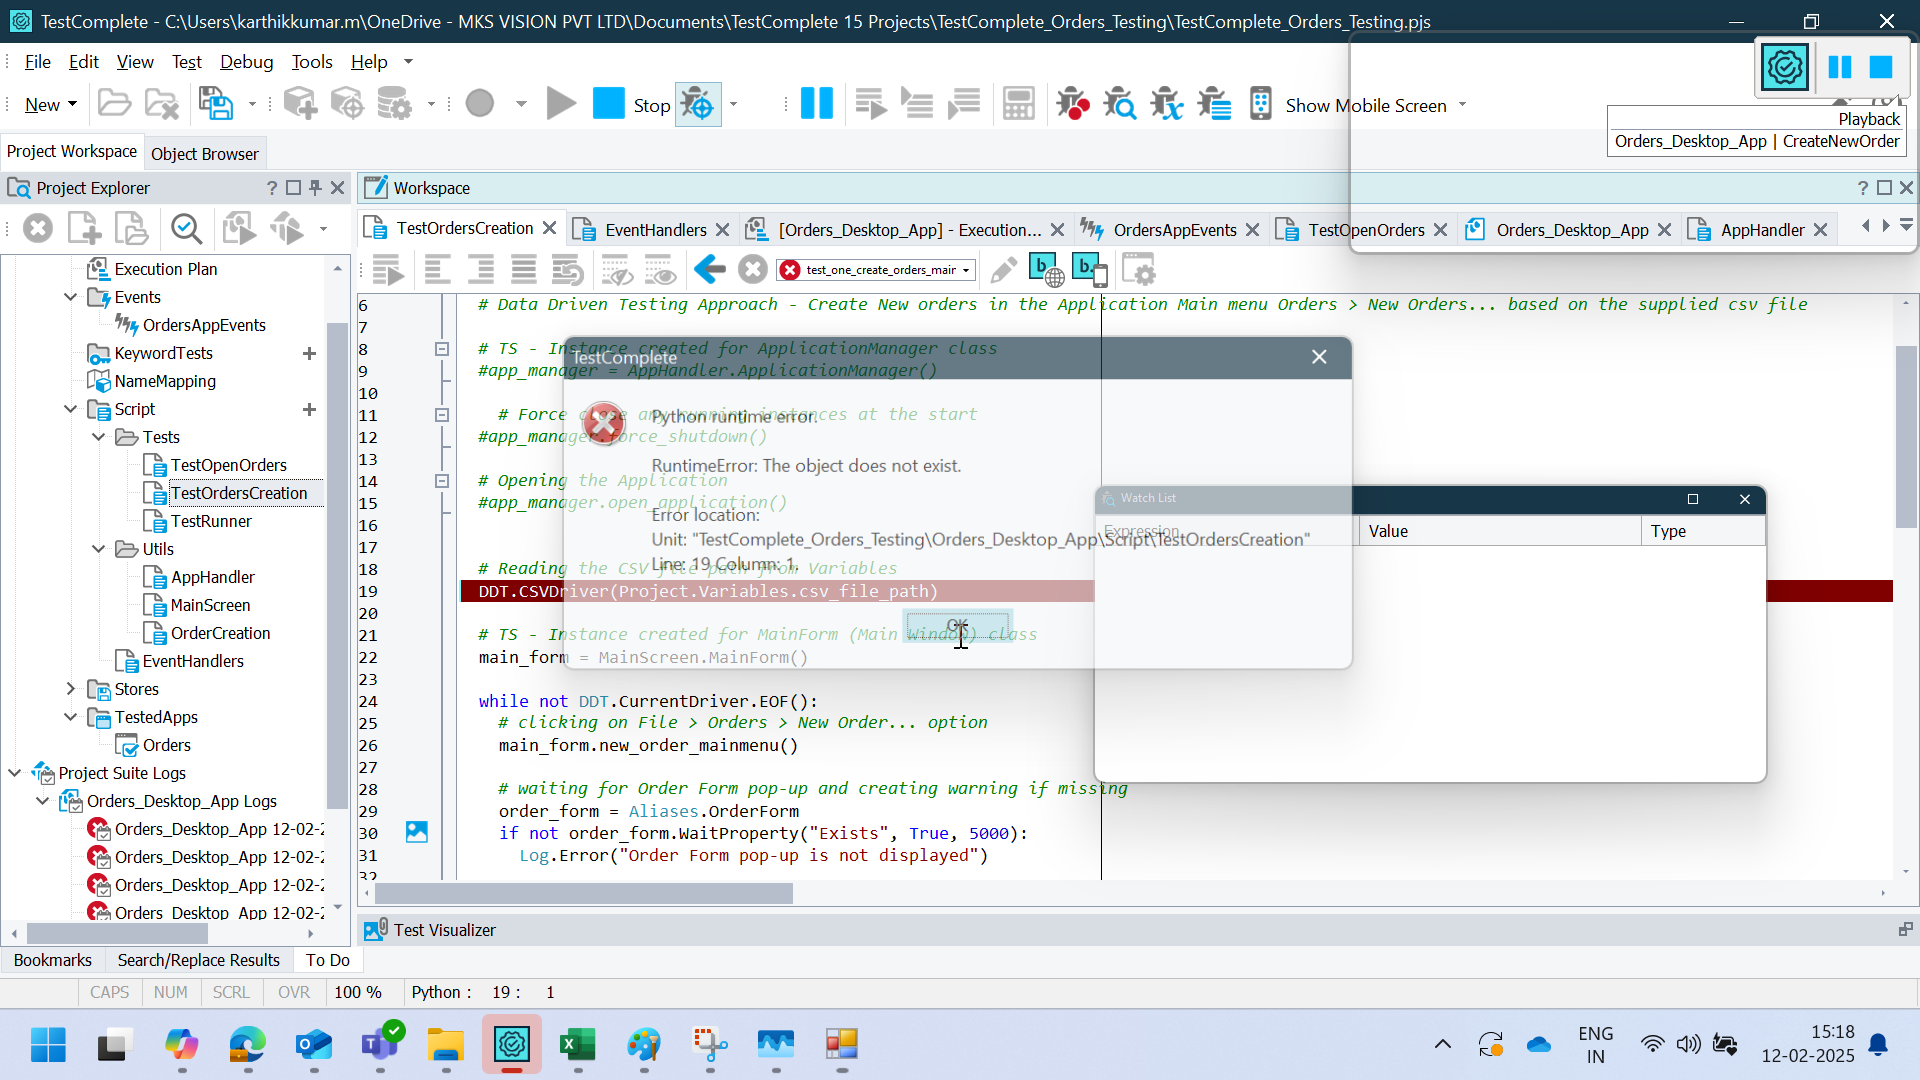 TestComplete - C:\Users\karthikkumar.m\OneDrive - MKS VISION PVT LTD\Documents\TestComplete 15 Projects\TestComplete_Orders_Testing\TestComplete_Orders_Testing.pjs
File Edit View Test Debug Tools Help
New
Stop
Show Mobile Screen
Playback
Orders_Desktop_App | CreateNewOrder
Project Workspace
Object Browser
Project Explorer
?
Workspace
?
TestOrdersCreation
EventHandlers
[Orders_Desktop_App] - Execution...
OrdersAppEvents
TestOpenOrders
Orders_Desktop_App
AppHandler
test_one_create_orders_mair
Execution Plan
Events
OrdersAppEvents
KeywordTests
NameMapping
Script
Tests
TestOpenOrders
TestOrdersCreation
TestRunner
Utils
AppHandler
MainScreen
OrderCreation
EventHandlers
Stores
TestedApps
Orders
Project Suite Logs
Orders_Desktop_App Logs
Orders_Desktop_App 12-02-2
Orders_Desktop_App 12-02-2
Orders_Desktop_App 12-02-2
Orders_Desktop_App 12-02-2
6 # Data Driven Testing Approach - Create New orders in the Application Main menu Orders > New Orders... based on the supplied csv file
7
8 # TS - Instance created for ApplicationManager class
9 #app_manager = AppHandler.ApplicationManager()
10
11 # Force close any running instances at the start
12 #app_manager.force_shutdown()
13
14 # Opening the Application
15 #app_manager.open_application()
16
17
18 # Reading the CSV file path from Variables
19 DDT.CSVDriver(Project.Variables.csv_file_path)
20
21 # TS - Instance created for MainForm (Main Window) class
22 main_form = MainScreen.MainForm()
23
24 while not DDT.CurrentDriver.EOF():
25 # clicking on File > Orders > New Order... option
26 main_form.new_order_mainmenu()
27
28 # waiting for Order Form pop-up and creating warning if missing
29 order_form = Aliases.OrderForm
30 if not order_form.WaitProperty("Exists", True, 5000):
31 Log.Error("Order Form pop-up is not displayed")
32
TestComplete
Python runtime error.
RuntimeError: The object does not exist.
Error location:
Unit: "TestComplete_Orders_Testing\Orders_Desktop_App\Script\TestOrdersCreation"
Line: 19 Column: 1.
OK
Watch List
Expression Value Type
Test Visualizer
Bookmarks Search/Replace Results To Do
CAPS NUM SCRL OVR 100 % Python : 19 : 1
ENG
IN
15:18
12-02-2025